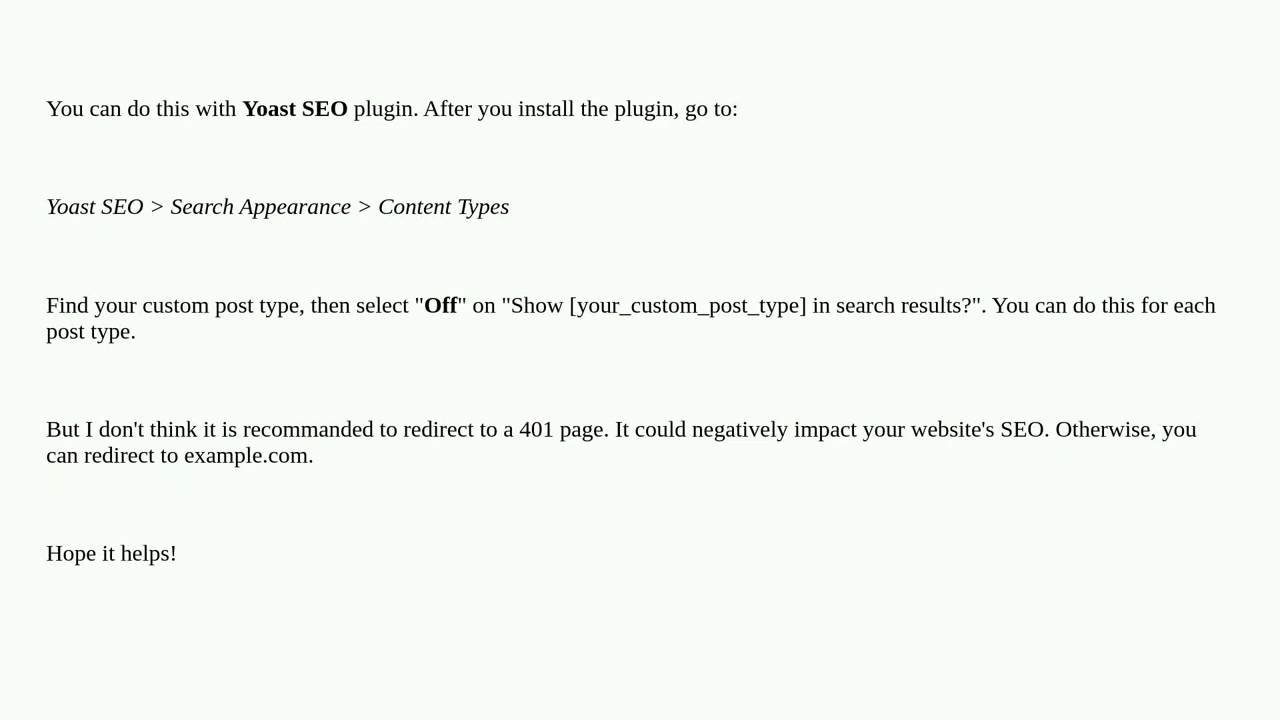 You can do this with Yoast SEO plugin. After you install the plugin, go to:
Yoast SEO > Search Appearance > Content Types
Find your custom post type, then select "Off" on "Show [your_custom_post_type] in search results?". You can do this for each
post type.
But I don't think it is recommanded to redirect to a 401 page. It could negatively impact your website's SEO. Otherwise, you
can redirect to example.com.
Hope it helps!